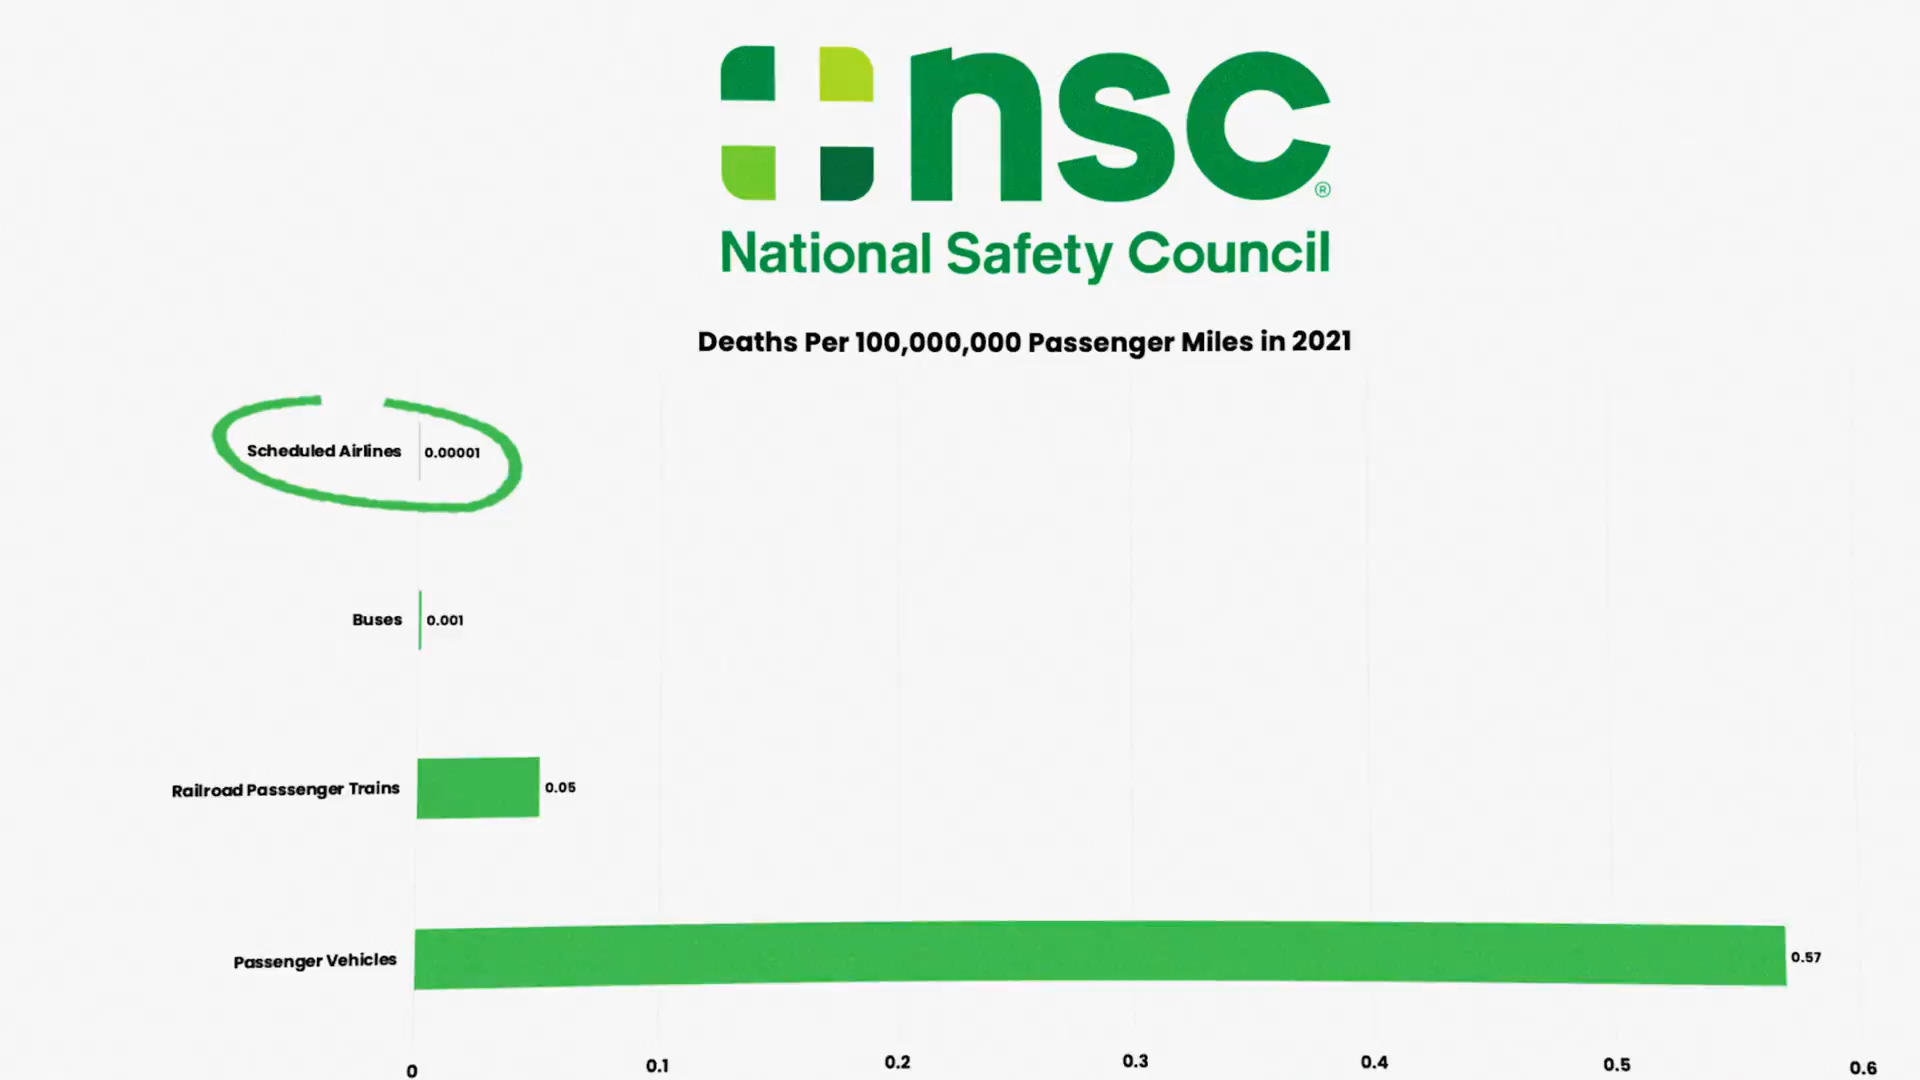 nsc®
National Safety Council
Deaths Per 100,000,000 Passenger Miles in 2021
Scheduled Airlines 0.00001
Buses 0.001
Railroad Passsenger Trains 0.05
Passenger Vehicles 0.57
0 0.1 0.2 0.3 0.4 0.5 0.6